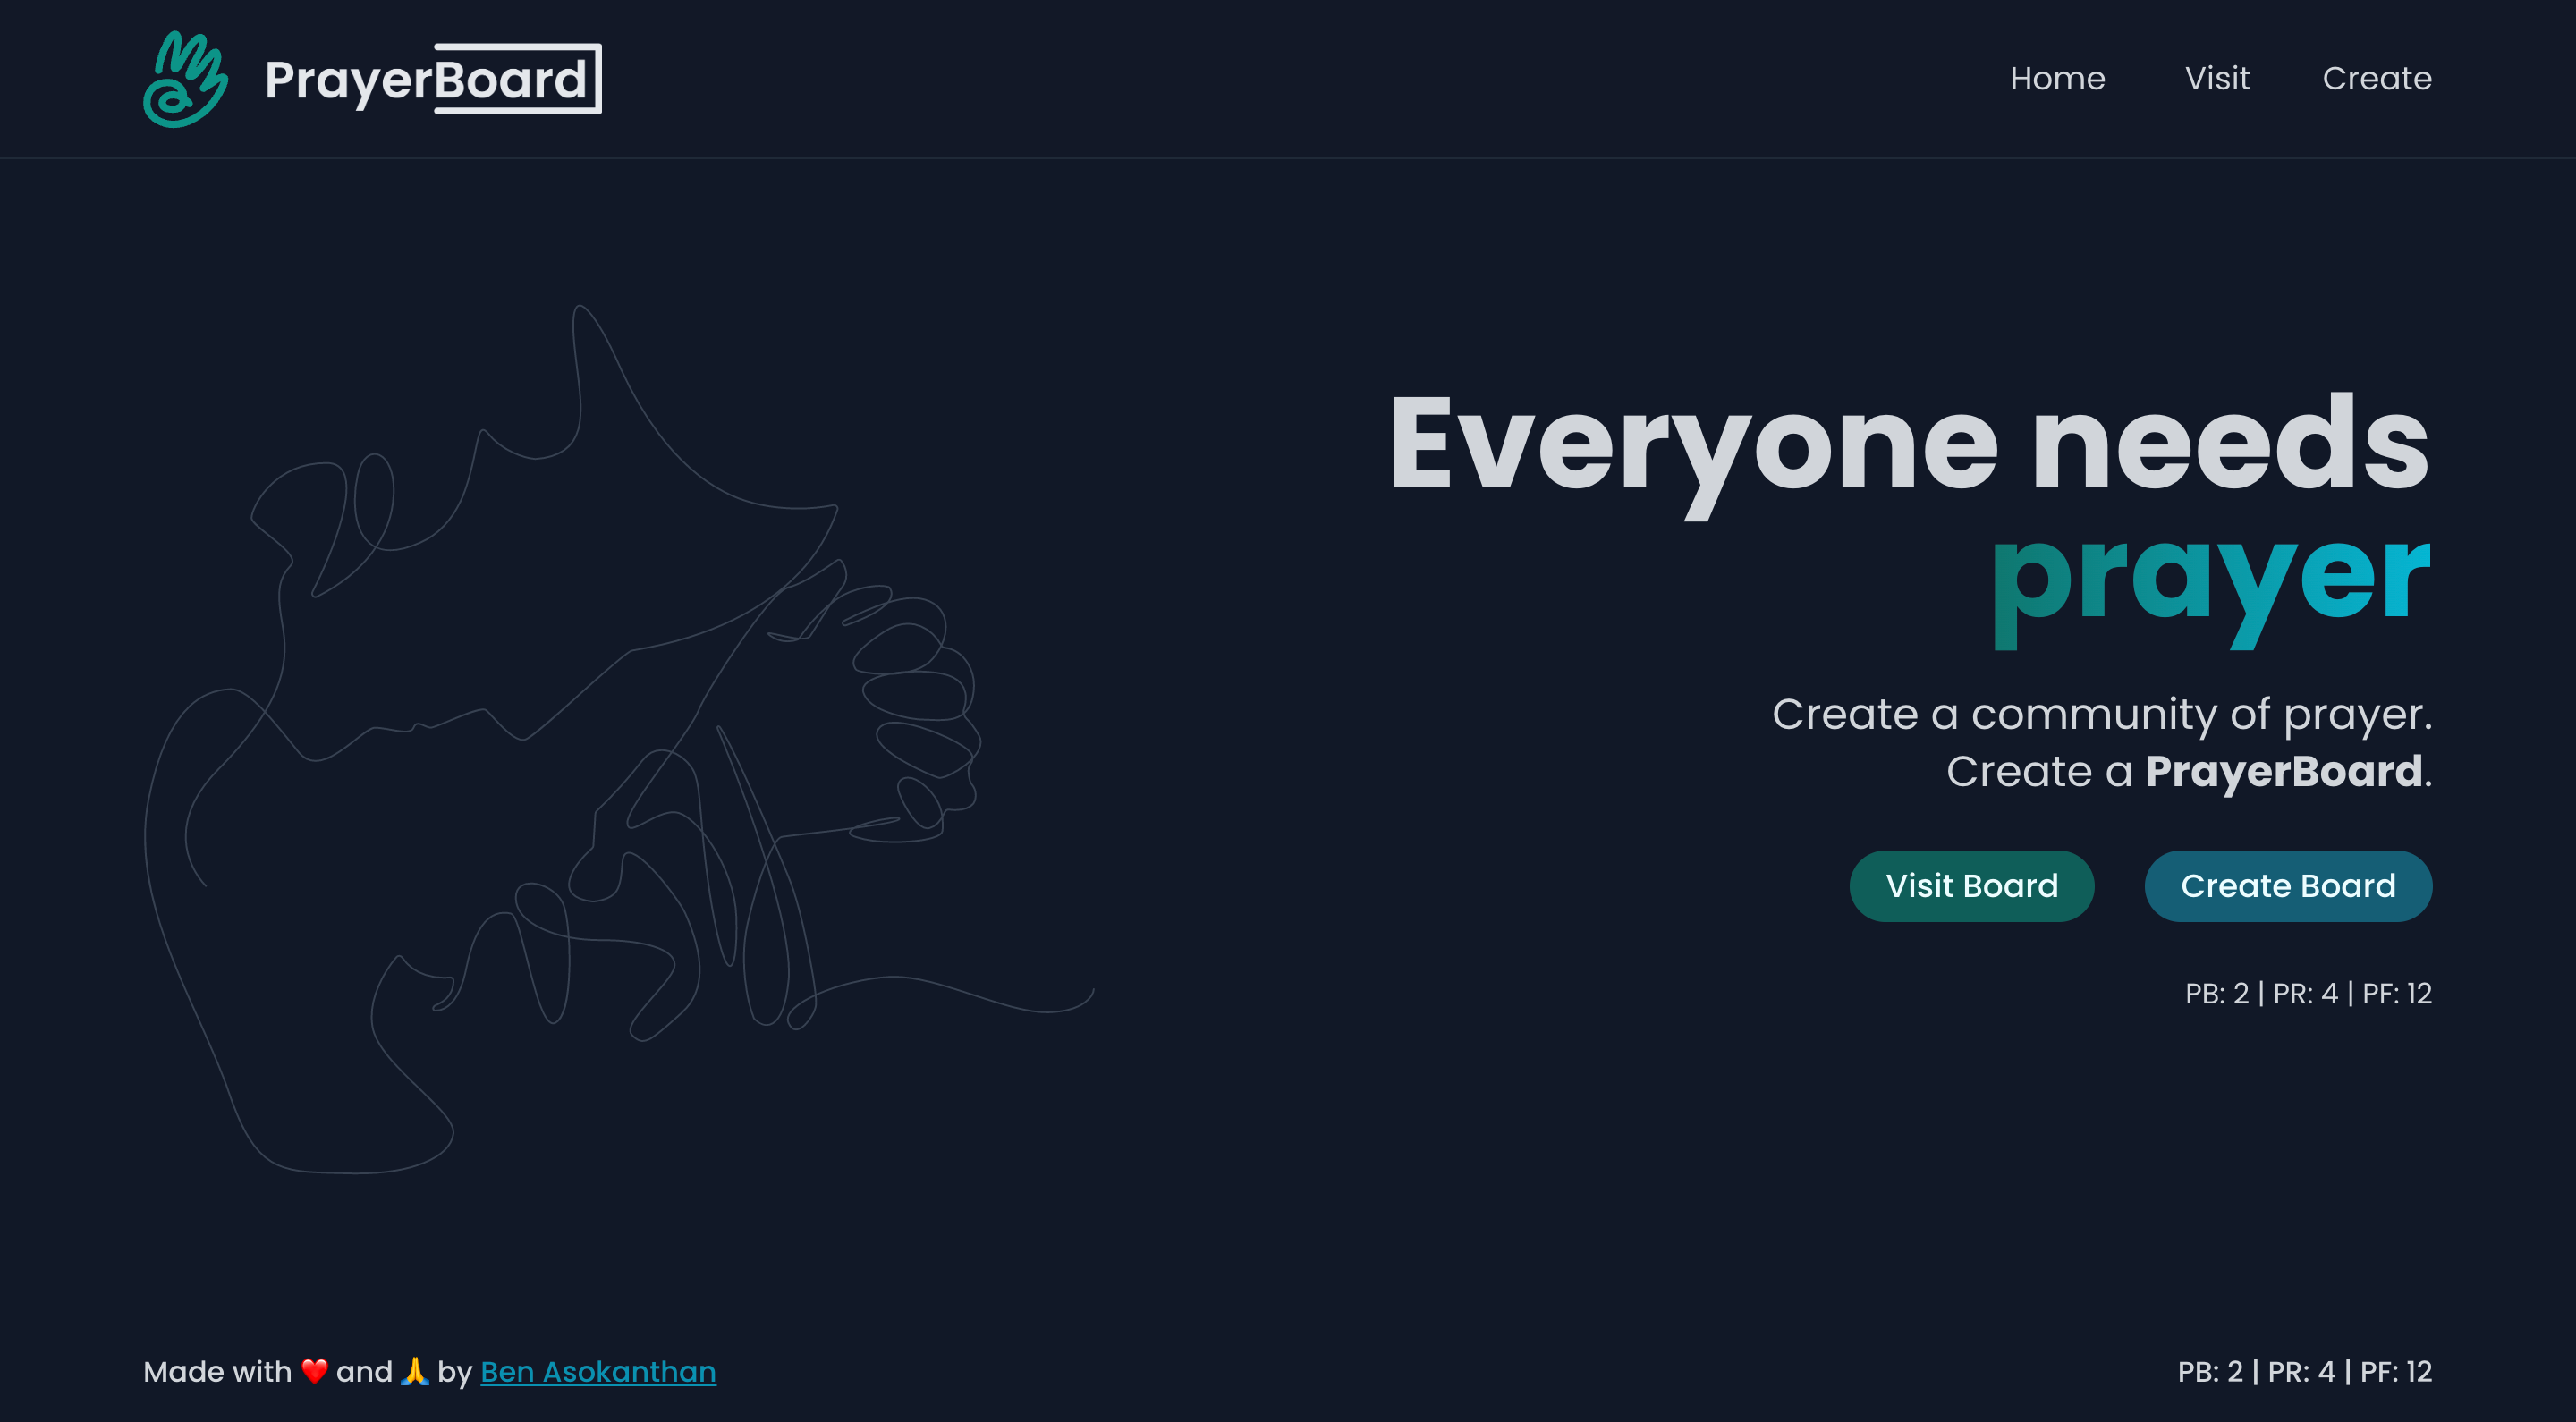 PrayerBoard
Home Visit Create
Everyone needs
prayer
Create a community of prayer.
Create a PrayerBoard.
Visit Board Create Board
PB: 2 | PR: 4 | PF: 12
Made with ❤️ and 🙏 by Ben Asokanthan
PB: 2 | PR: 4 | PF: 12